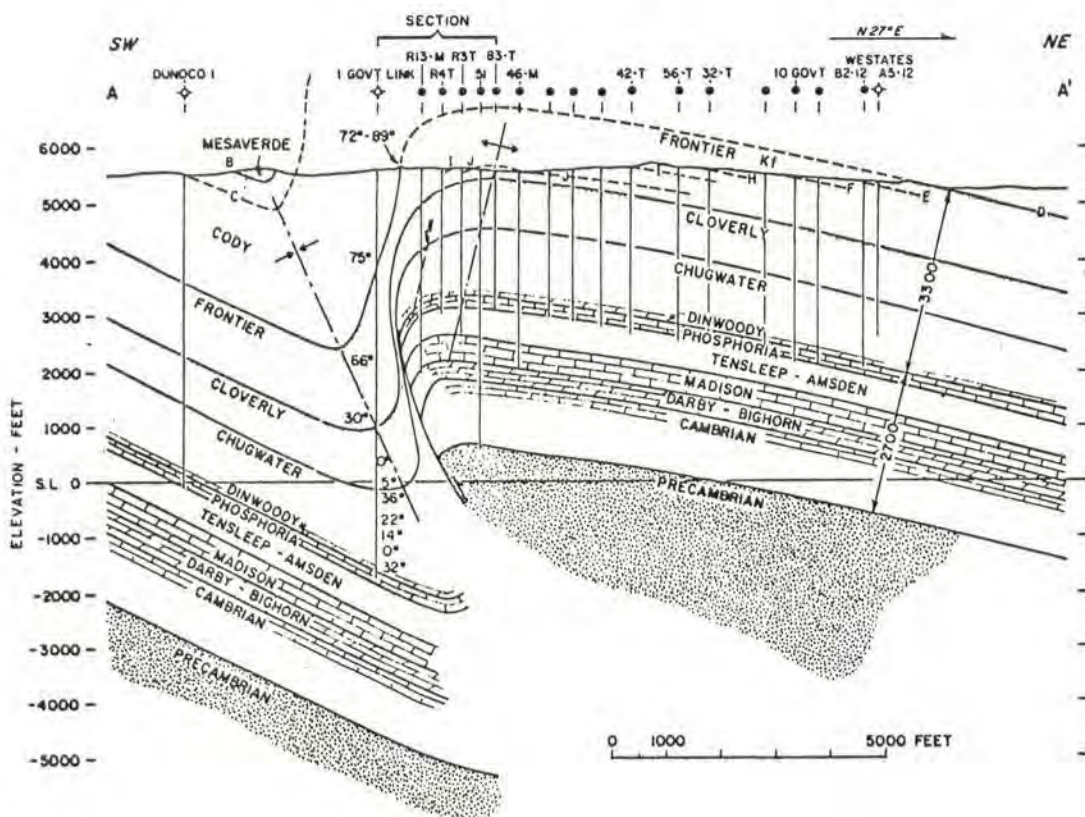 SW
SECTION
N 27° E
NE
R13-M R3T 83-T
WESTATES
DUNOCO 1
1 GOVT LINK
R4T
51
46-M
42-T
56-T
32-T
10 GOVT
82-12
A5-12
A
A'
6000
MESAVERDE
72°-89°
FRONTIER Kf
B
I
J
J
I
H
F
E
D
5000
C
CODY
CLOVERLY
75°
4000
CHUGWATER
3300
3000
FRONTIER
DINWOODY
PHOSPHORIA
66°
TENSLEEP - AMSDEN
2000
MADISON
CLOVERLY
30°
DARBY - BIGHORN
1000
CAMBRIAN
2700
CHUGWATER
0°
S.L. 0
5°
PRECAMBRIAN
36°
DINWOODY
PHOSPHORIA
22°
TENSLEEP - AMSDEN
14°
-1000
0°
MADISON
32°
DARBY - BIGHORN
-2000
CAMBRIAN
-3000
PRECAMBRIAN
-4000
-5000
ELEVATION - FEET
0 1000 5000 FEET